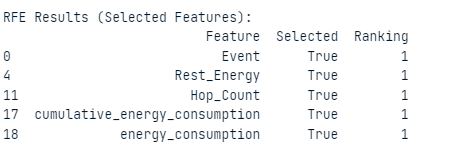 RFE Results (Selected Features):
Feature Selected Ranking
0 Event True 1
4 Rest_Energy True 1
11 Hop_Count True 1
17 cumulative_energy_consumption True 1
18 energy_consumption True 1